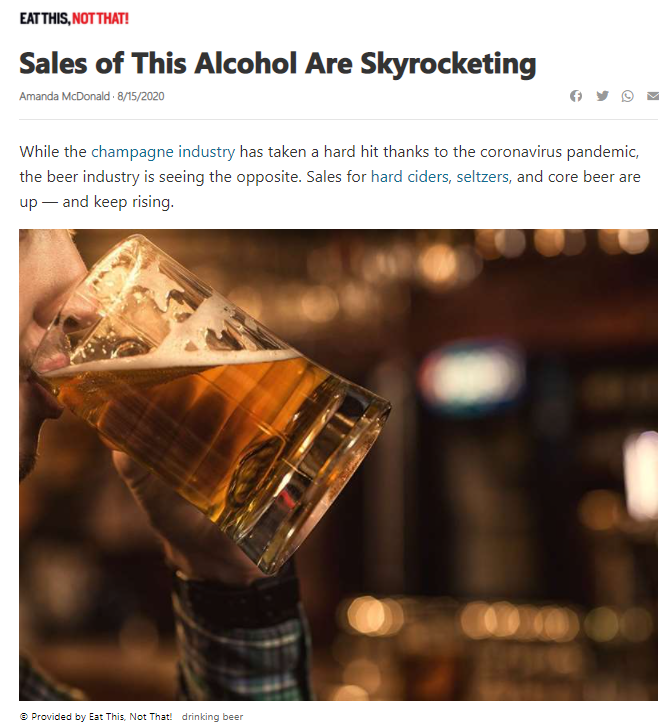 EAT THIS, NOT THAT!
Sales of This Alcohol Are Skyrocketing
Amanda McDonald · 8/15/2020
While the champagne industry has taken a hard hit thanks to the coronavirus pandemic,
the beer industry is seeing the opposite. Sales for hard ciders, seltzers, and core beer are
up — and keep rising.
© Provided by Eat This, Not That! drinking beer